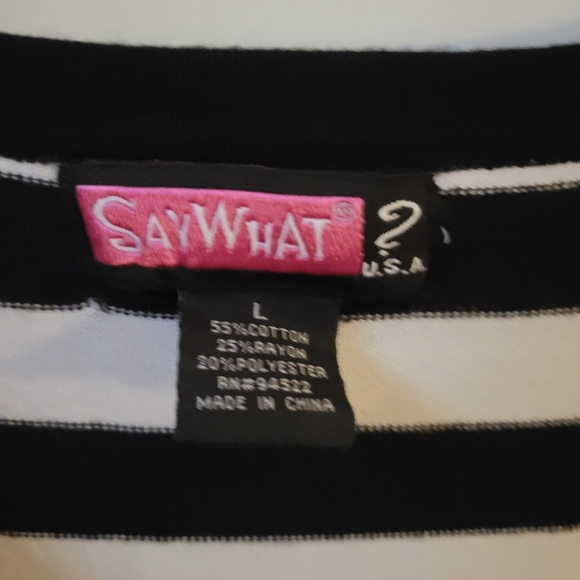 SAYWHAT® ?
U.S.A
L
55%COTTON
25%RAYON
20%POLYESTER
RN#94522
MADE IN CHINA